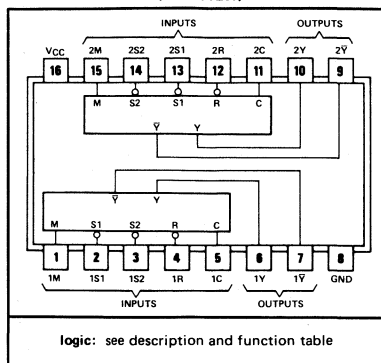 INPUTS OUTPUTS
VCC 2M 2S2 2S1 2R 2C 2Y 2Y̅
16 15 14 13 12 11 10 9
M S2 S1 R C
Y̅ Y
Y̅ Y
M S1 S2 R C
1 2 3 4 5 6 7 8
1M 1S1 1S2 1R 1C 1Y 1Y̅ GND
INPUTS OUTPUTS
logic: see description and function table